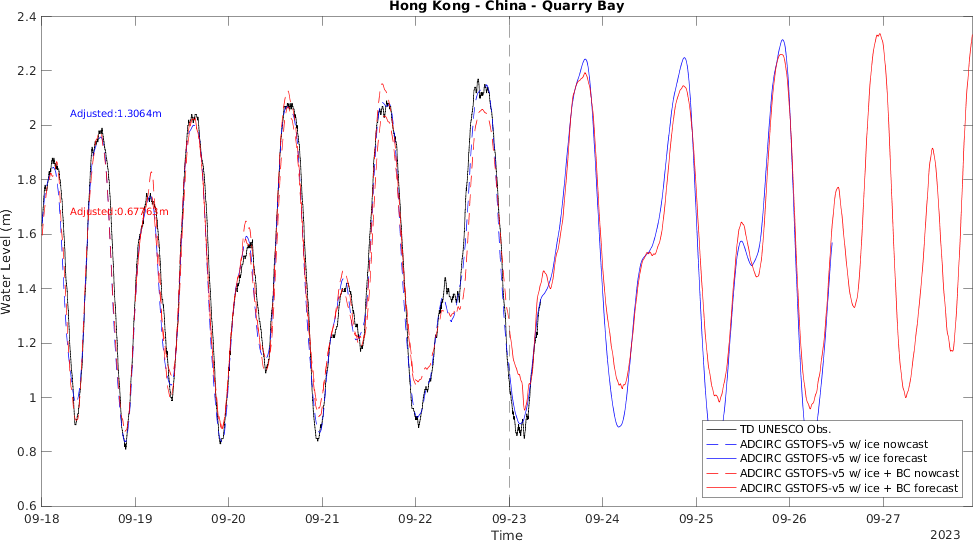 Hong Kong - China - Quarry Bay
2.4
2.2
2
1.8
1.6
1.4
1.2
1
0.8
0.6
Water Level (m)
Adjusted:1.3064m
TD UNESCO Obs.
ADCIRC GSTOFS-v5 w/ ice nowcast
ADCIRC GSTOFS-v5 w/ ice forecast
ADCIRC GSTOFS-v5 w/ ice + BC nowcast
ADCIRC GSTOFS-v5 w/ ice + BC forecast
09-18 09-19 09-20 09-21 09-22 09-23 09-24 09-25 09-26 09-27
Time
2023